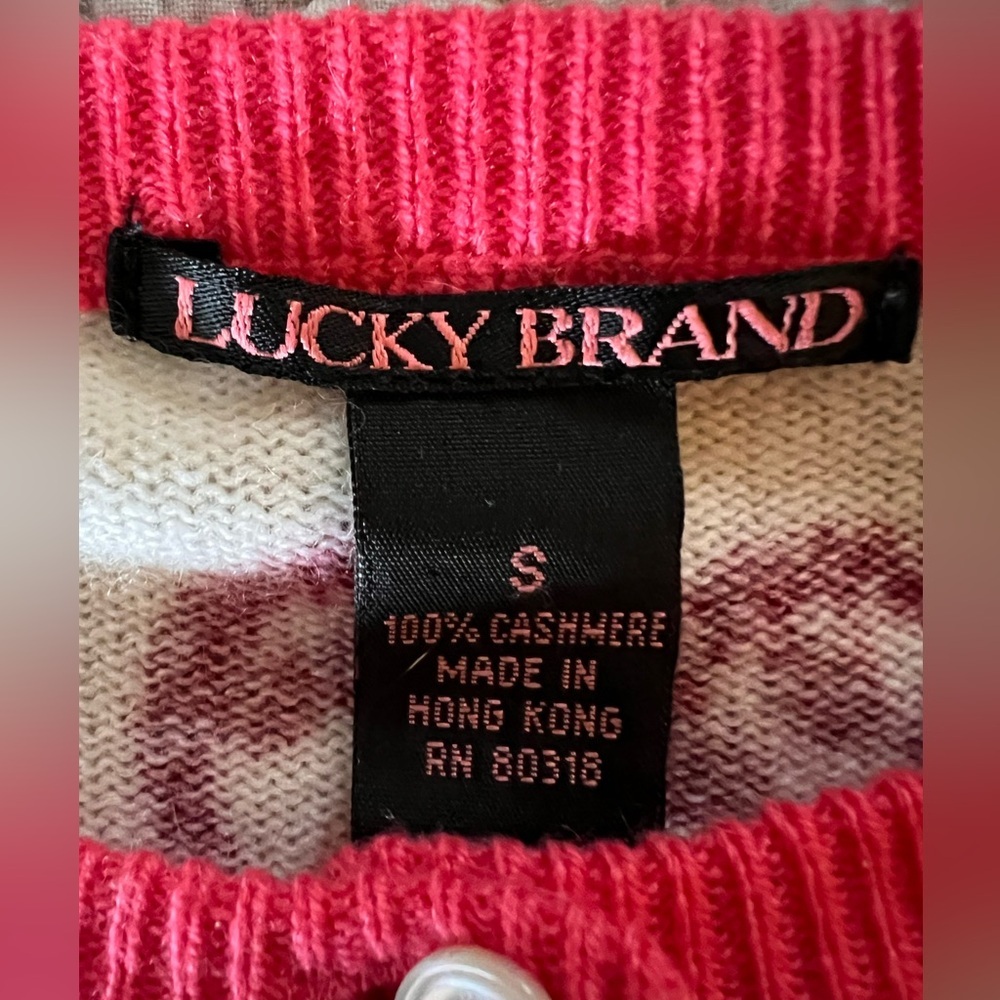 LUCKY BRAND
S
100% CASHMERE
MADE IN
HONG KONG
RN 80318